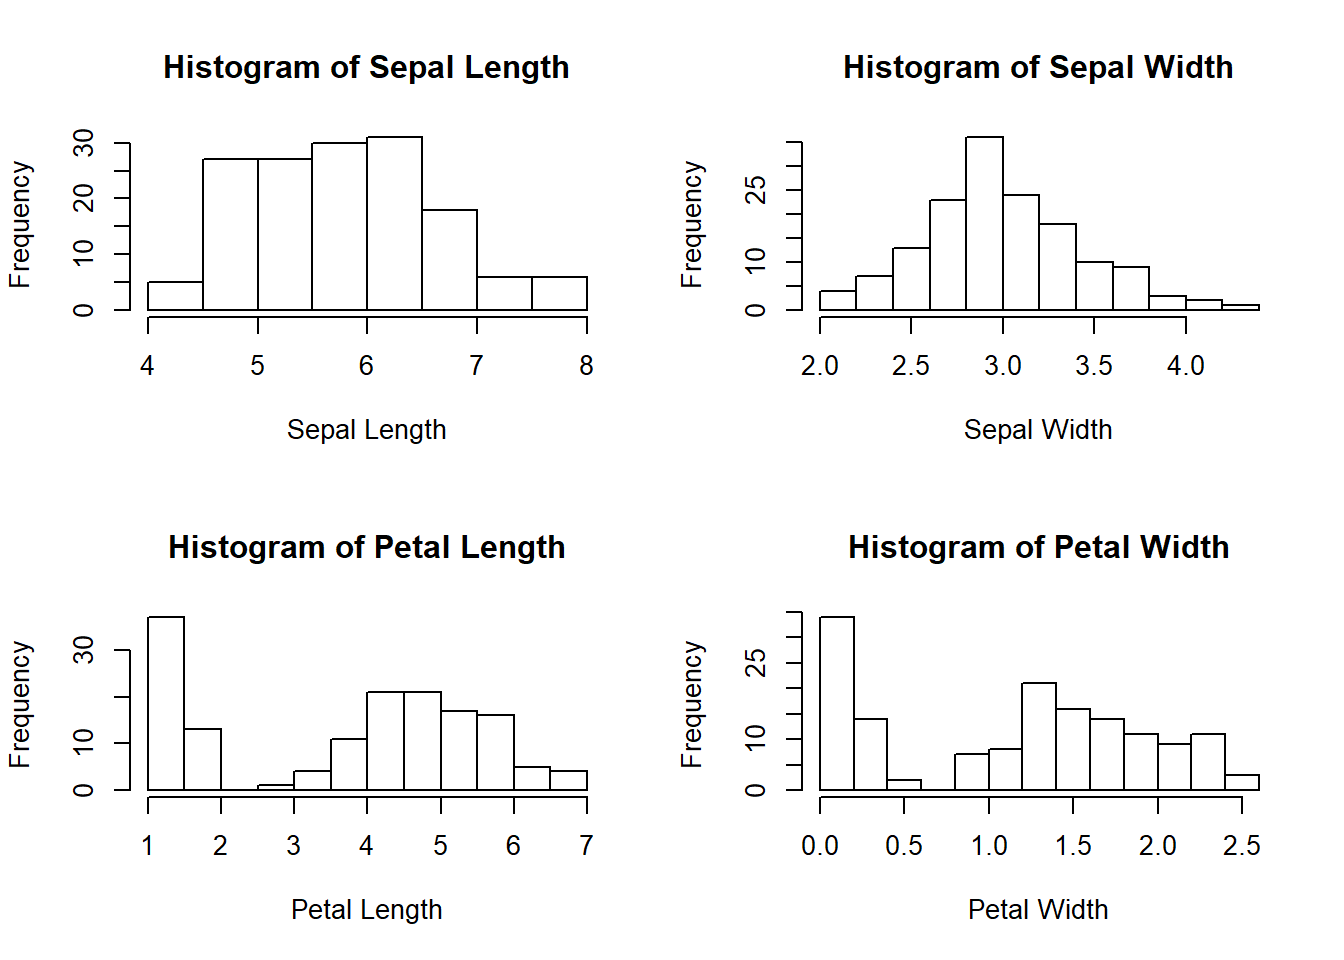 Histogram of Sepal Length
Frequency
0 10 20 30
4 5 6 7 8
Sepal Length
Histogram of Sepal Width
Frequency
0 10 25
2.0 2.5 3.0 3.5 4.0
Sepal Width
Histogram of Petal Length
Frequency
0 10 30
1 2 3 4 5 6 7
Petal Length
Histogram of Petal Width
Frequency
0 10 25
0.0 0.5 1.0 1.5 2.0 2.5
Petal Width